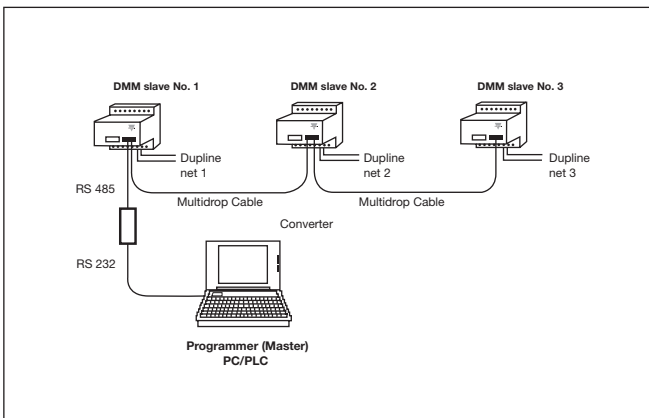 DMM slave No. 1
DMM slave No. 2
DMM slave No. 3
Dupline
net 1
Dupline
net 2
Dupline
net 3
RS 485
Multidrop Cable
Multidrop Cable
Converter
RS 232
Programmer (Master)
PC/PLC